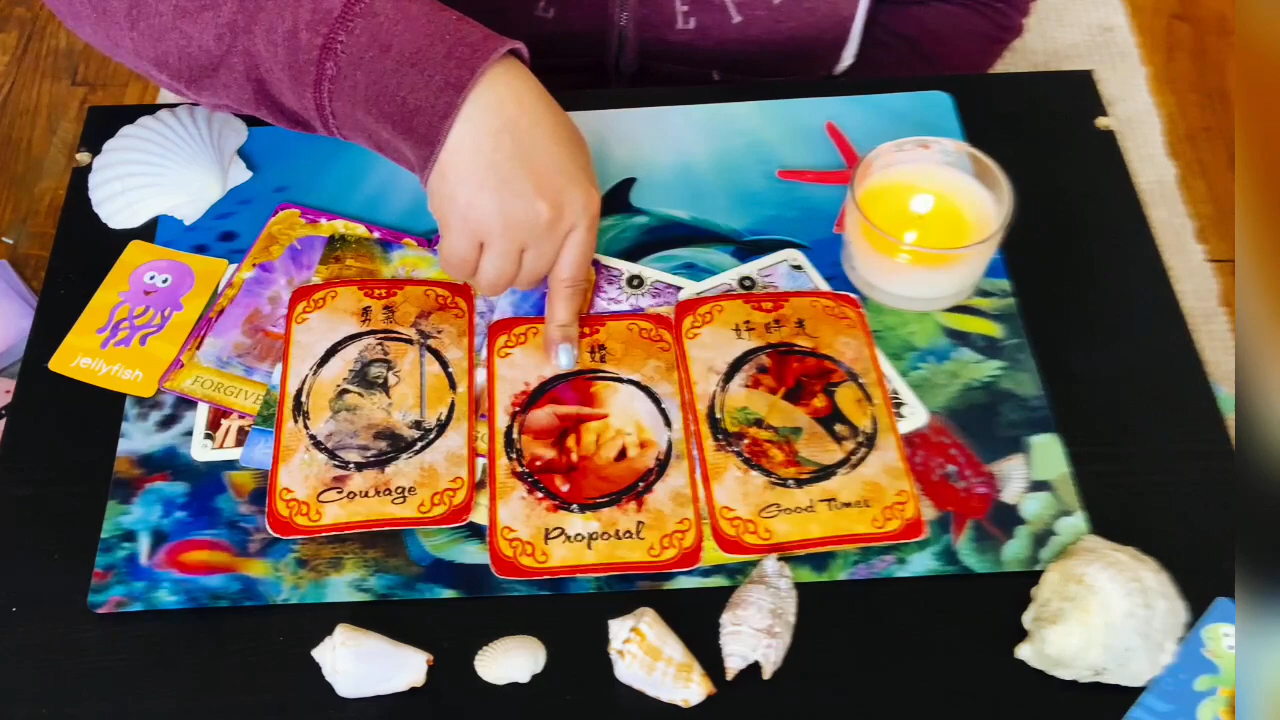 勇氣
婚
好時光
jellyfish
FORGIVE
Courage
Proposal
Good Times